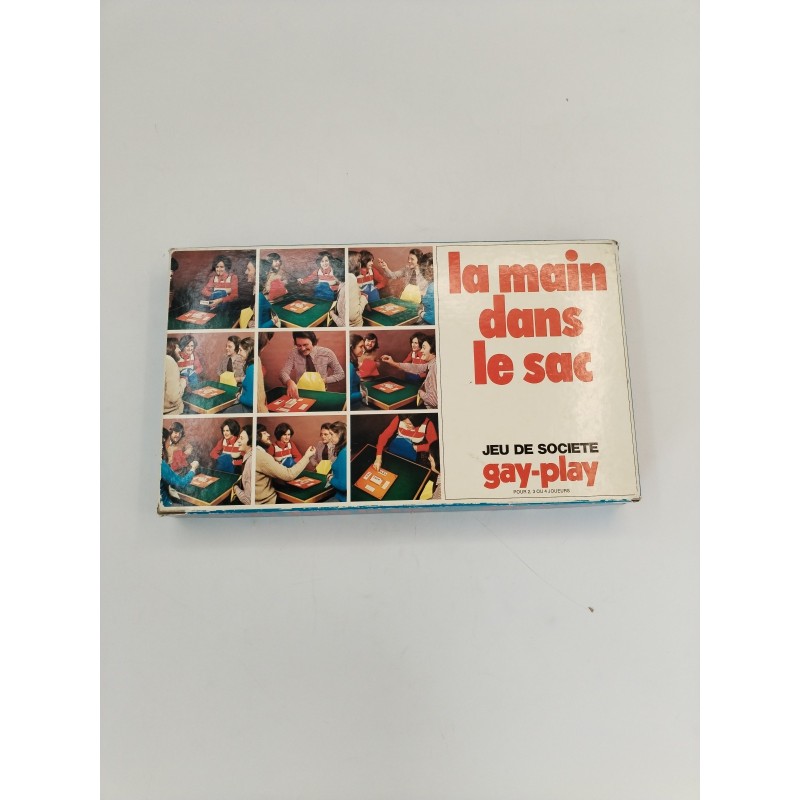 la main
dans
le sac
JEU DE SOCIETE
gay-play
POUR 2, 3 OU 4 JOUEURS